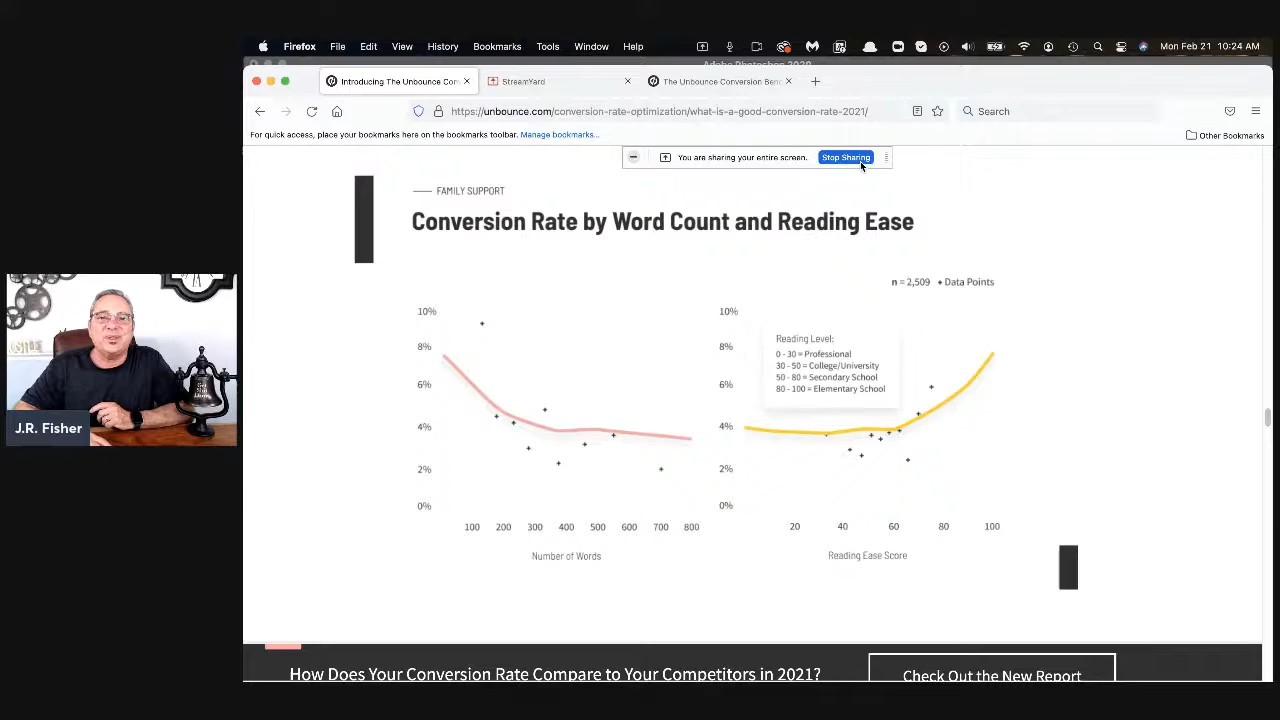 Firefox File Edit View History Bookmarks Tools Window Help Mon Feb 21 10:24 AM
Introducing The Unbounce Con StreamYard The Unbounce Conversion Benc
https://unbounce.com/conversion-rate-optimization/what-is-a-good-conversion-rate-2021/ Search
For quick access, place your bookmarks here on the bookmarks toolbar. Manage bookmarks... Other Bookmarks
You are sharing your entire screen. Stop Sharing
FAMILY SUPPORT
Conversion Rate by Word Count and Reading Ease
n = 2,509 Data Points
10%
8%
6%
4%
2%
0%
100 200 300 400 500 600 700 800
Number of Words
10%
8%
6%
4%
2%
0%
Reading Level:
0 - 30 = Professional
30 - 50 = College/University
50 - 80 = Secondary School
80 - 100 = Elementary School
20 40 60 80 100
Reading Ease Score
J.R. Fisher
How Does Your Conversion Rate Compare to Your Competitors in 2021?
Check Out the New Report